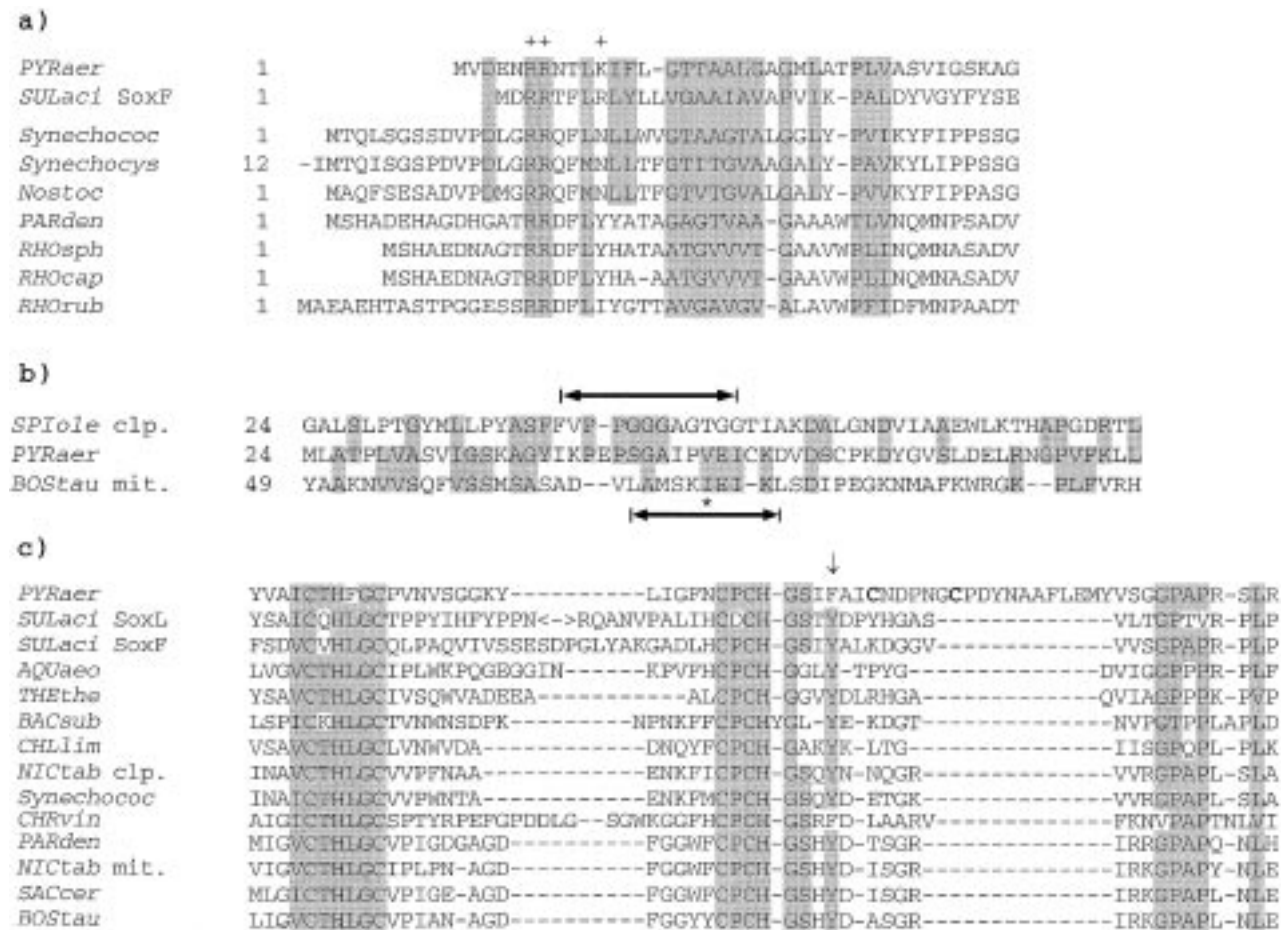 a)
++ +
PYRaer 1 MVDENRRNTLKIFL-GTTAALGAGMLATPLVASVIGSKAG
SULaci SoxF 1 MDRRTFLRLYLLVGAAIAVAPVIK-PALDYVGYFYSE
Synechococ 1 MTQLSGSSDVPDLGRRQFLNLLWVGTAAGTALGGLY-PVIKYFIPPSSG
Synechocys 12 -IMTQISGSPDVPDLGRRQFMNLLTFGTITGVAAGALY-PAVKYLIPPSSG
Nostoc 1 MAQFSESADVPDMGRRQFMNLLTFGTVTGVALGALY-PVVKYFIPPASG
PARden 1 MSHADEHAGDHGATRRDFLYYATAGAGTVAA-GAAAWTLVNQMNPSADV
RHOsph 1 MSHAEDNAGTRRDFLYHATAATGVVVT-GAAVWPLINQMNASADV
RHOcap 1 MSHAEDNAGTRRDFLYHA-AATGVVVT-GAAVWPLINQMNASADV
RHOrub 1 MAEAEHTASTPGGESSRRDFLIYGTTAVGAVGV-ALAVWPFIDFMNPAADT
b)
SPIole clp. 24 GALSLPTGYMLLPYASFFVP-PGGGAGTGGTIAKDALGNDVIAAEWLKTHAPGDRTL
PYRaer MLATPLVASVIGSKAGYIKPEPSGAIPVEICKDVDSCPKDYGVSLDELRNGPVPKLL
BOStau mit. 49 YAAKNVVSQFVSSMSASAD--VLAMSKIEI-KLSDIPEGKNMAFKWRGK--PLFVRH
*
c)
↓
PYRaer YVAICTHFGCPVNVSGGKY-----------LIGFNCPCH-GSIFAICNDPNGCPDYNAAFLEMYVSGGPAPR-SLR
SULaci SoxL YSAICQHLGCTPPYIHFYPPN<->RQANVPALIHCDCH-GSTYDPYHGAS-----------VLTGPTVR-PLP
SULaci SoxF FSDVCVHLGCQLPAQVIVSSESDPGLYAKGADLHCPCH-GSIYALKDGGV-----------VVSGPAPR-PLP
AQUaeo LVGVCTHLGCIPLWKPQGEGGIN------KPVFHCPCH-GGLY-TPYG------------DVIGGPPPR-PLF
THEthe YSAVCTHLGCIVSQWVADEEA-----------ALCPCH-GGVYDLRHGA-----------QVIAGPPPK-PVP
BACsub LSPICKHLGCTVNWNSDPK----------NPNKFFCPCHYGL-YE-KDGT-----------NVPGTPPLAPLD
CHLlim VSAVCTHLGCLVNWVDA------------DNQYFCPCH-GAKYK-LTG------------IISGPQPL-PLK
NICtab clp. INAVCTHLGCVVPFNAA------------ENKFICPCH-GSQYN-NQGR-----------VVRGPAPL-SLA
Synechococ INAICTHLGCVVPWNTA------------ENKFMCPCH-GSQYD-ETGK-----------VVRGPAPL-SLA
CHRvin AIGICTHLGCSPTYRPEFGPDDLG--SGWKGGFHCPCH-GSRFD-LAARV----------FKNVPAPTNLVI
PARden MIGVCTHLGCVPIGDGAGD----------FGGWFCPCH-GSHYD-TSGR-----------IRRGPAPQ-NLH
NICtab mit. VIGVCTHLGCIPLPN-AGD----------FGGWFCPCH-GSHYD-ISGR-----------IRKGPAPY-NLE
SACcer MLGICTHLGCVPIGE-AGD----------FGGWFCPCH-GSHYD-ISGR-----------IRKGPAPL-NLE
BOStau LIGVCTHLGCVPIAN-AGD----------FGGYYCPCH-GSHYD-ASGR-----------IRKGPAPL-NLE